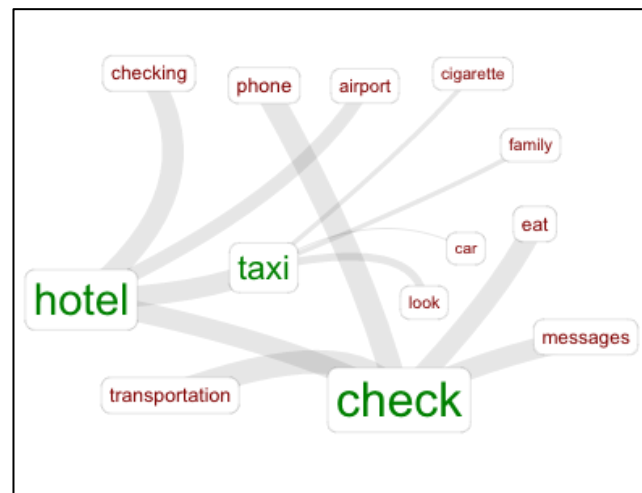 checking
phone
airport
cigarette
family
eat
car
taxi
hotel
look
messages
transportation
check